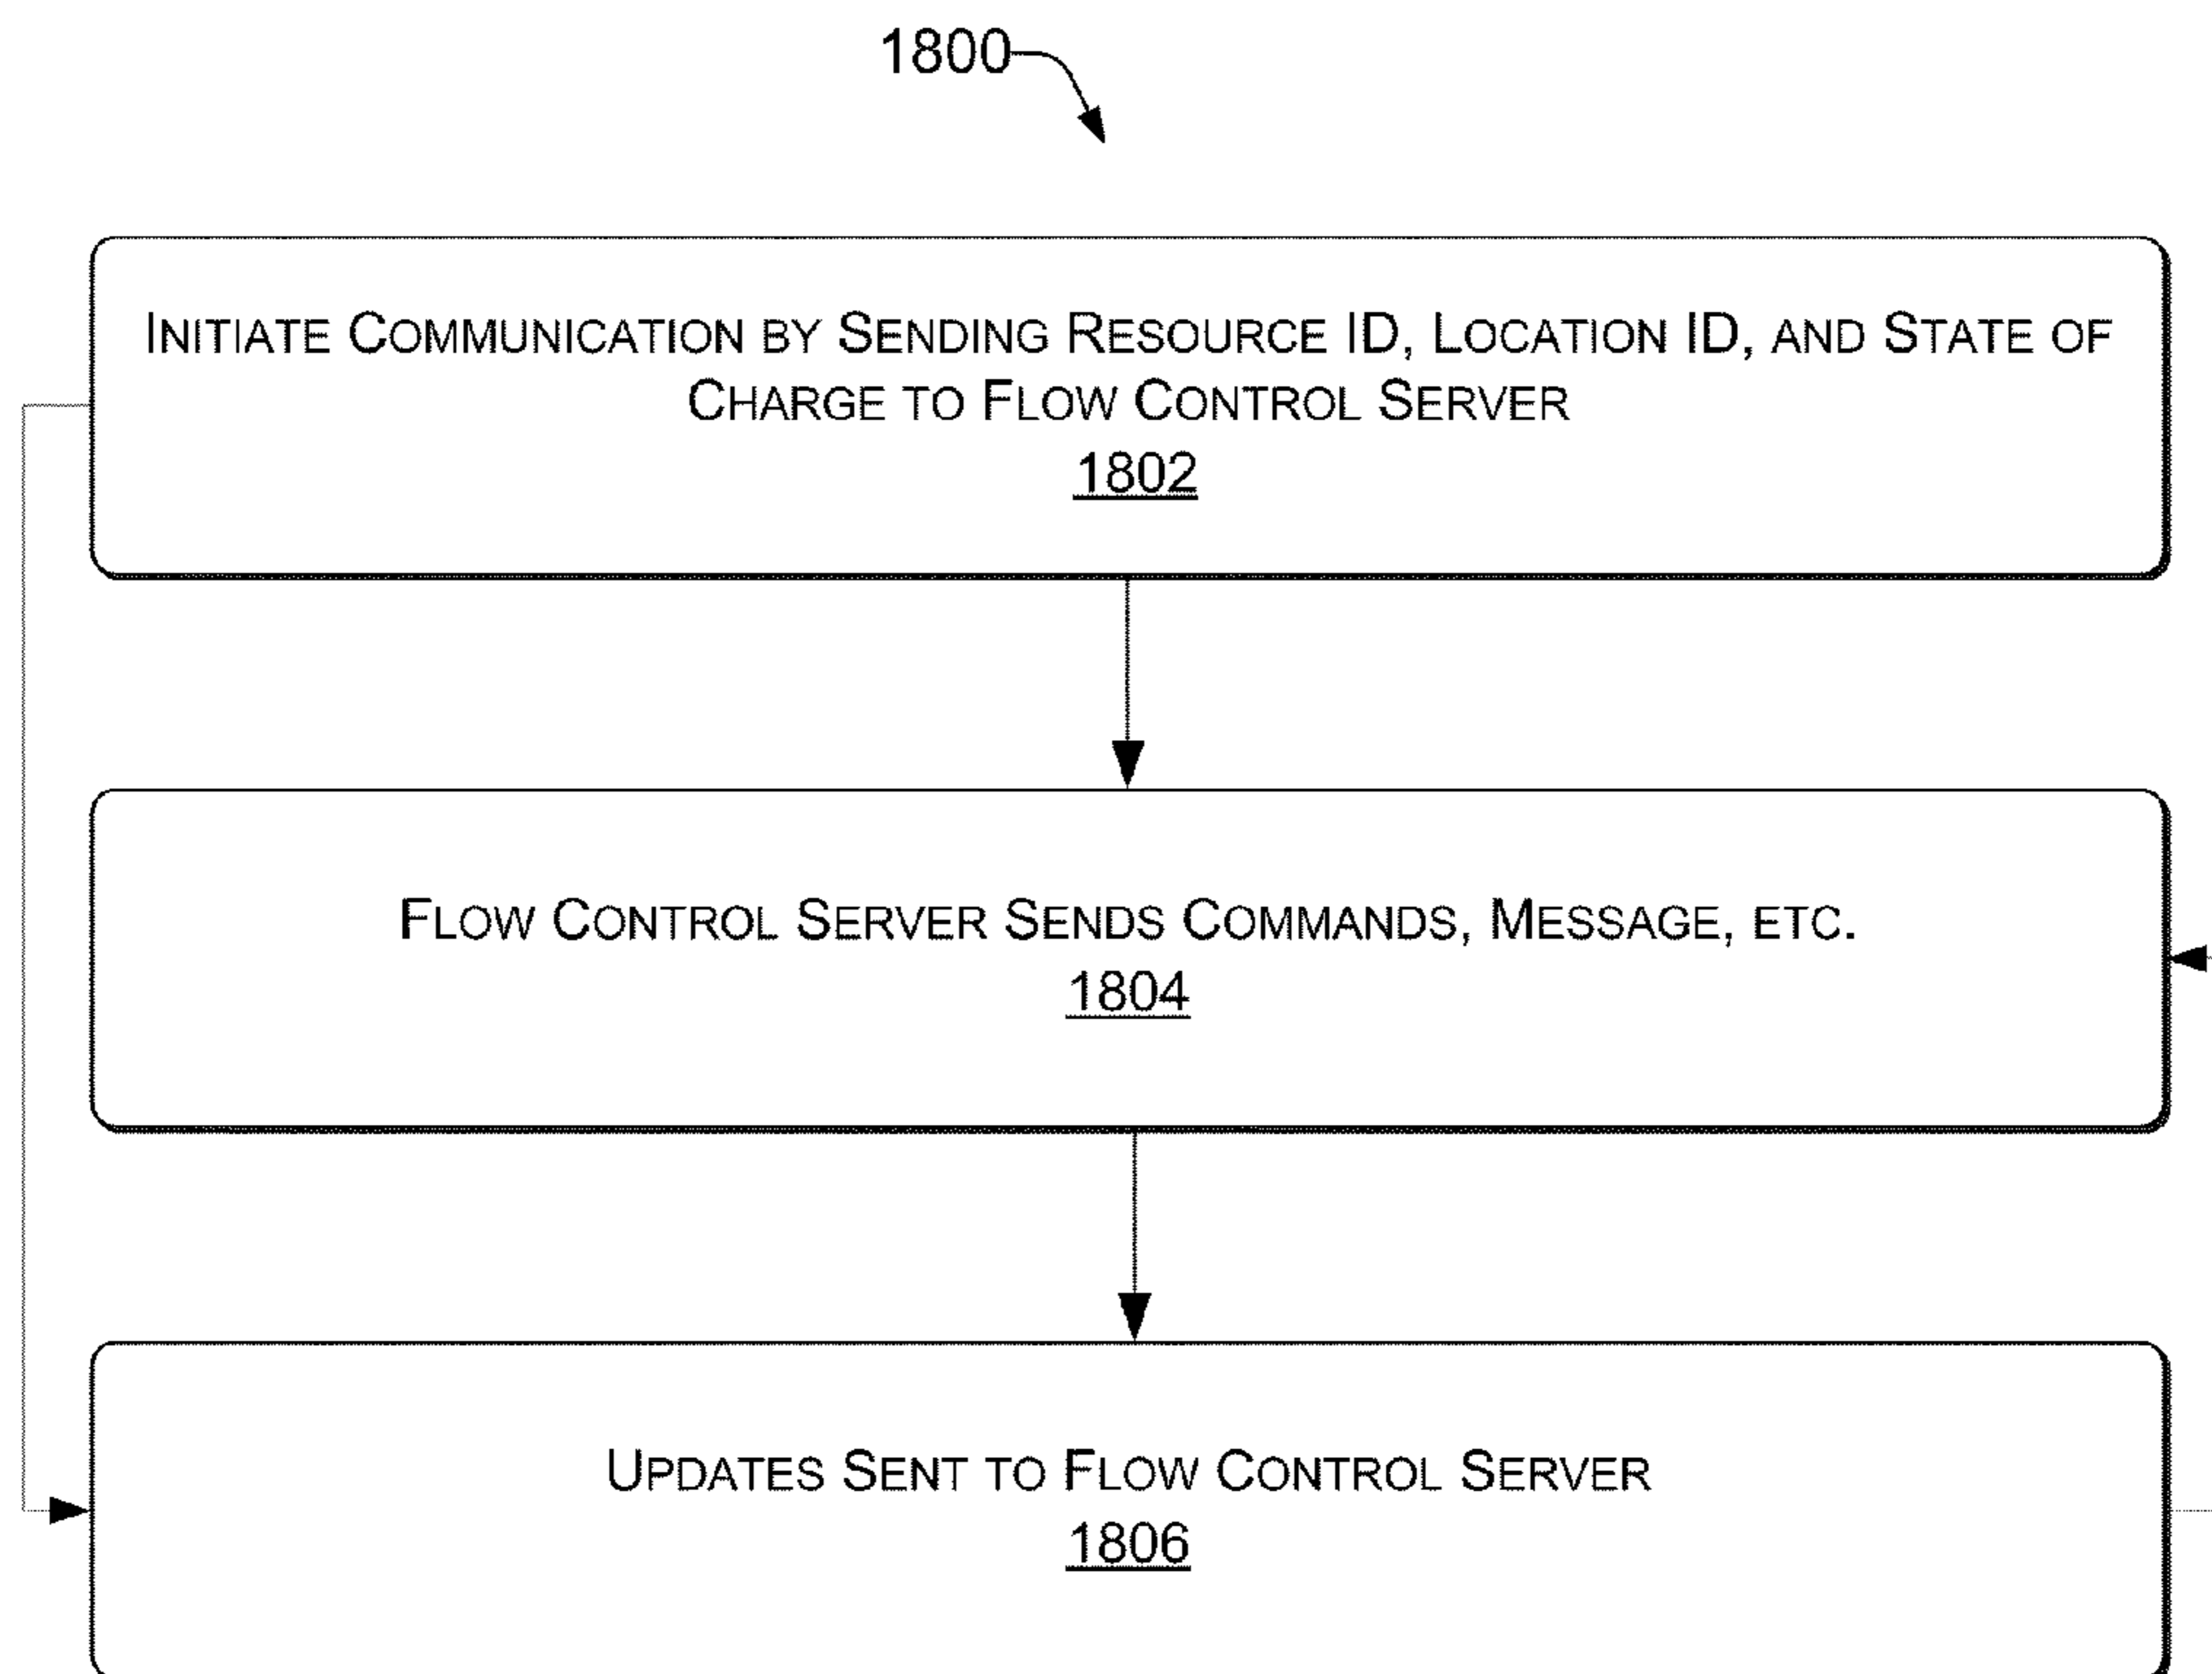 1800
Initiate Communication by Sending Resource ID, Location ID, and State of
Charge to Flow Control Server
1802
Flow Control Server Sends Commands, Message, etc.
1804
Updates Sent to Flow Control Server
1806